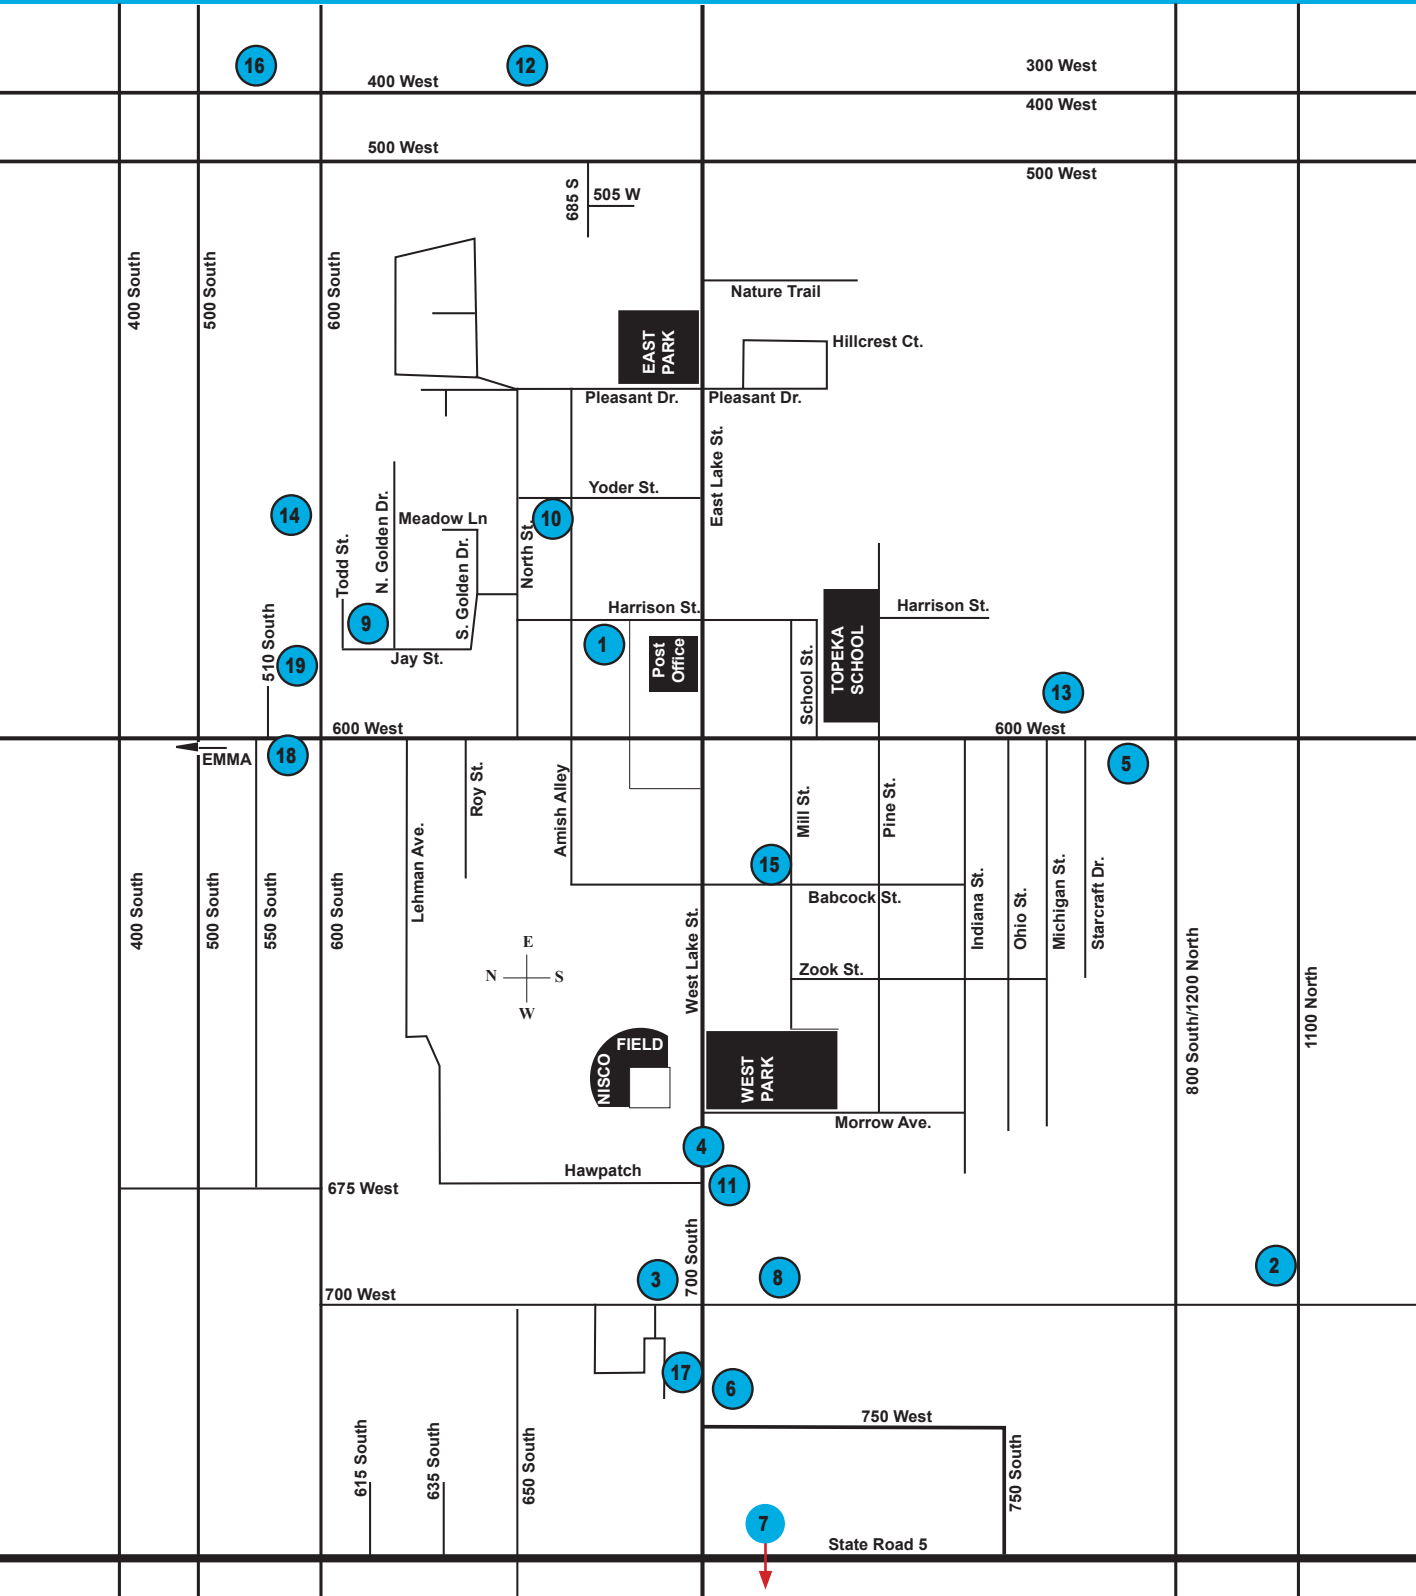 16
12
300 West
400 West
400 West
500 West
500 West
685 S
505 W
400 South
500 South
600 South
Nature Trail
EAST
PARK
Hillcrest Ct.
Pleasant Dr.
Pleasant Dr.
East Lake St.
Yoder St.
14
N. Golden Dr.
Meadow Ln
10
North St.
Todd St.
S. Golden Dr.
9
Jay St.
510 South
19
Harrison St.
Harrison St.
1
Post
Office
School St.
TOPEKA
SCHOOL
13
600 West
600 West
EMMA
18
5
Roy St.
Amish Alley
Mill St.
Pine St.
Lehman Ave.
15
Babcock St.
400 South
500 South
550 South
600 South
West Lake St.
Indiana St.
Ohio St.
Michigan St.
Starcraft Dr.
Zook St.
E
N
S
W
800 South/1200 North
1100 North
NISCO
FIELD
WEST
PARK
Morrow Ave.
4
Hawpatch
11
675 West
700 South
3
8
2
700 West
17
6
750 West
615 South
635 South
650 South
750 South
7
State Road 5